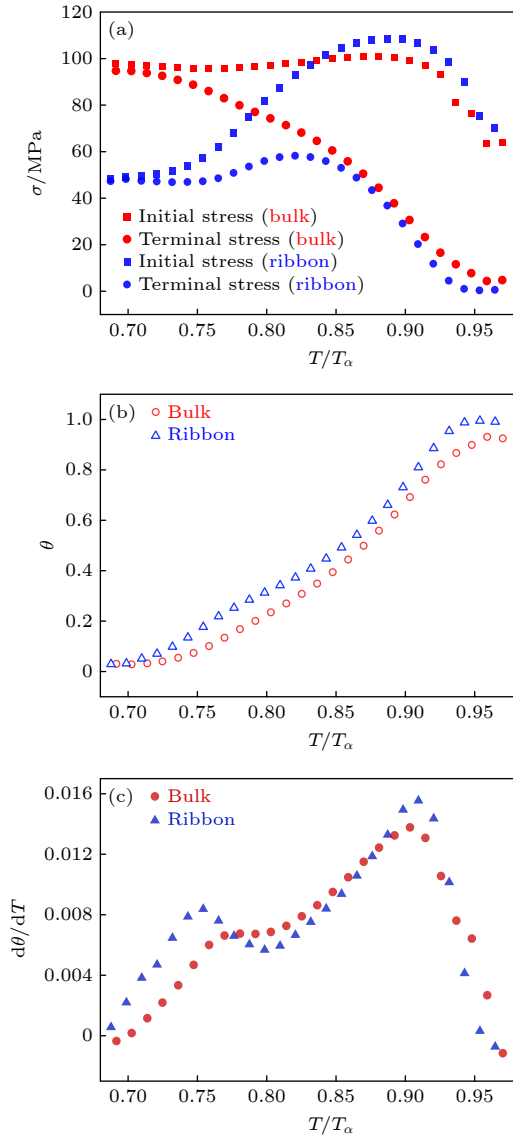 (a)
120
100
80
60
40
20
0
σ/MPa
Initial stress (bulk)
Terminal stress (bulk)
Initial stress (ribbon)
Terminal stress (ribbon)
0.70 0.75 0.80 0.85 0.90 0.95
T/Tα
(b)
Bulk
Ribbon
1.0
0.8
0.6
0.4
0.2
0
θ
0.70 0.75 0.80 0.85 0.90 0.95
T/Tα
(c)
Bulk
Ribbon
0.016
0.012
0.008
0.004
0
dθ/dT
0.70 0.75 0.80 0.85 0.90 0.95
T/Tα